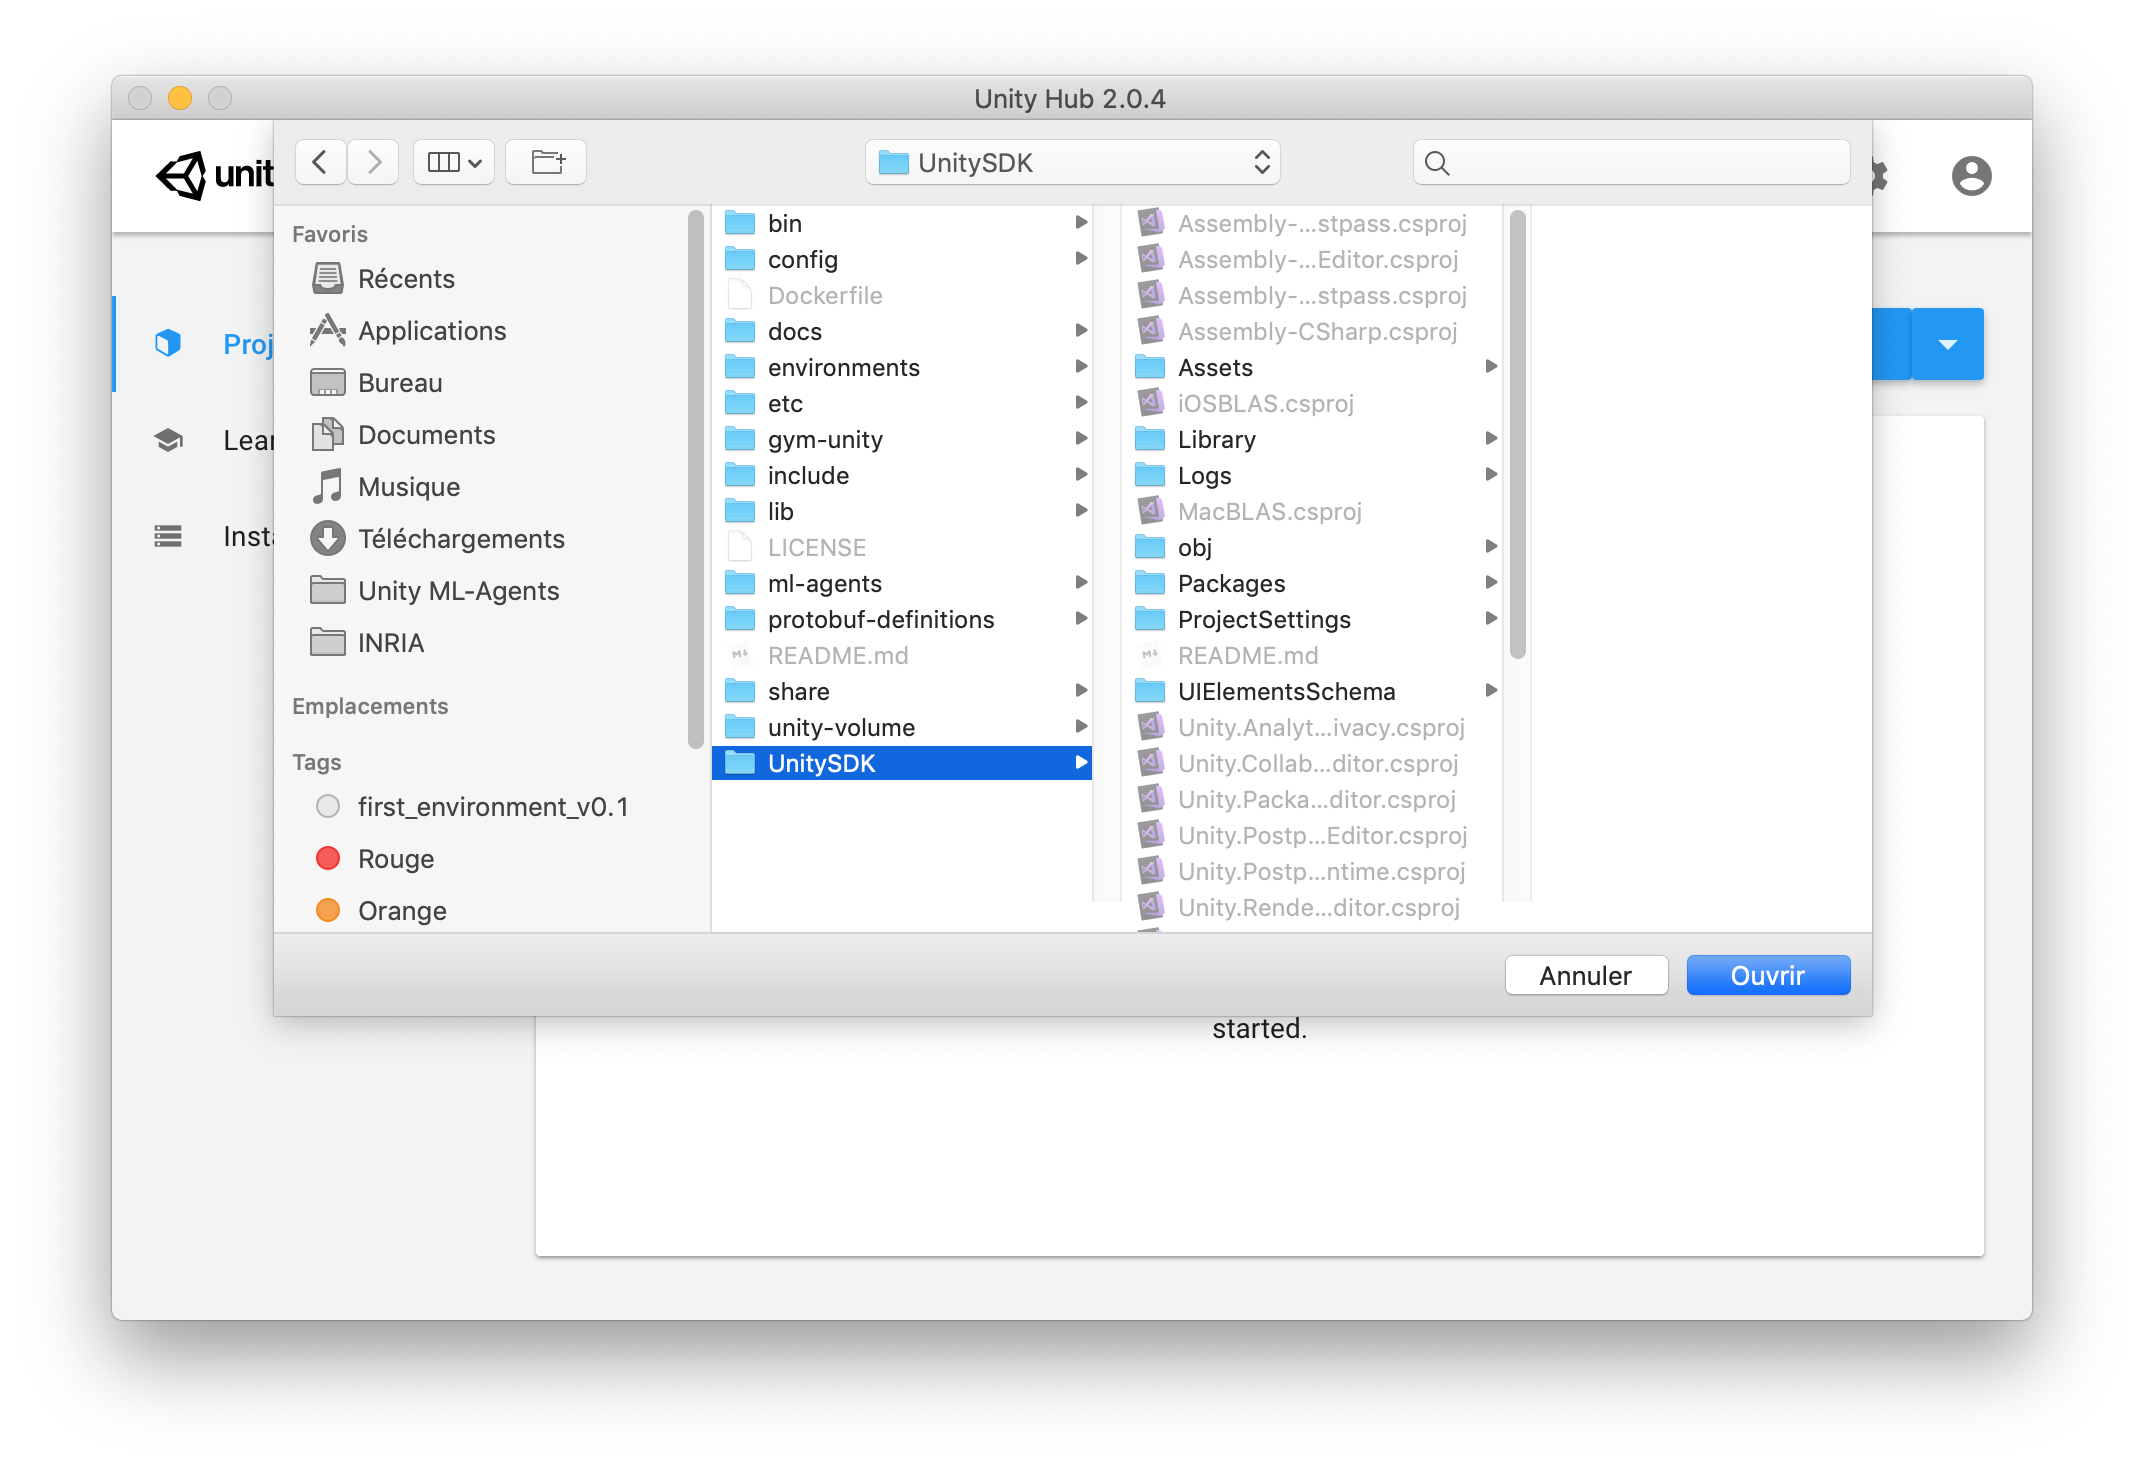 Unity Hub 2.0.4
unit
UnitySDK
Favoris
Récents
Applications
Bureau
Documents
Musique
Téléchargements
Unity ML-Agents
INRIA
Emplacements
Tags
first_environment_v0.1
Rouge
Orange
Proj
Lear
Insta
bin
config
Dockerfile
docs
environments
etc
gym-unity
include
lib
LICENSE
ml-agents
protobuf-definitions
README.md
share
unity-volume
UnitySDK
Assembly-...stpass.csproj
Assembly-...Editor.csproj
Assembly-...stpass.csproj
Assembly-CSharp.csproj
Assets
iOSBLAS.csproj
Library
Logs
MacBLAS.csproj
obj
Packages
ProjectSettings
README.md
UIElementsSchema
Unity.Analyt...ivacy.csproj
Unity.Collab...ditor.csproj
Unity.Packa...ditor.csproj
Unity.Postp...Editor.csproj
Unity.Postp...ntime.csproj
Unity.Rende...ditor.csproj
Annuler
Ouvrir
started.